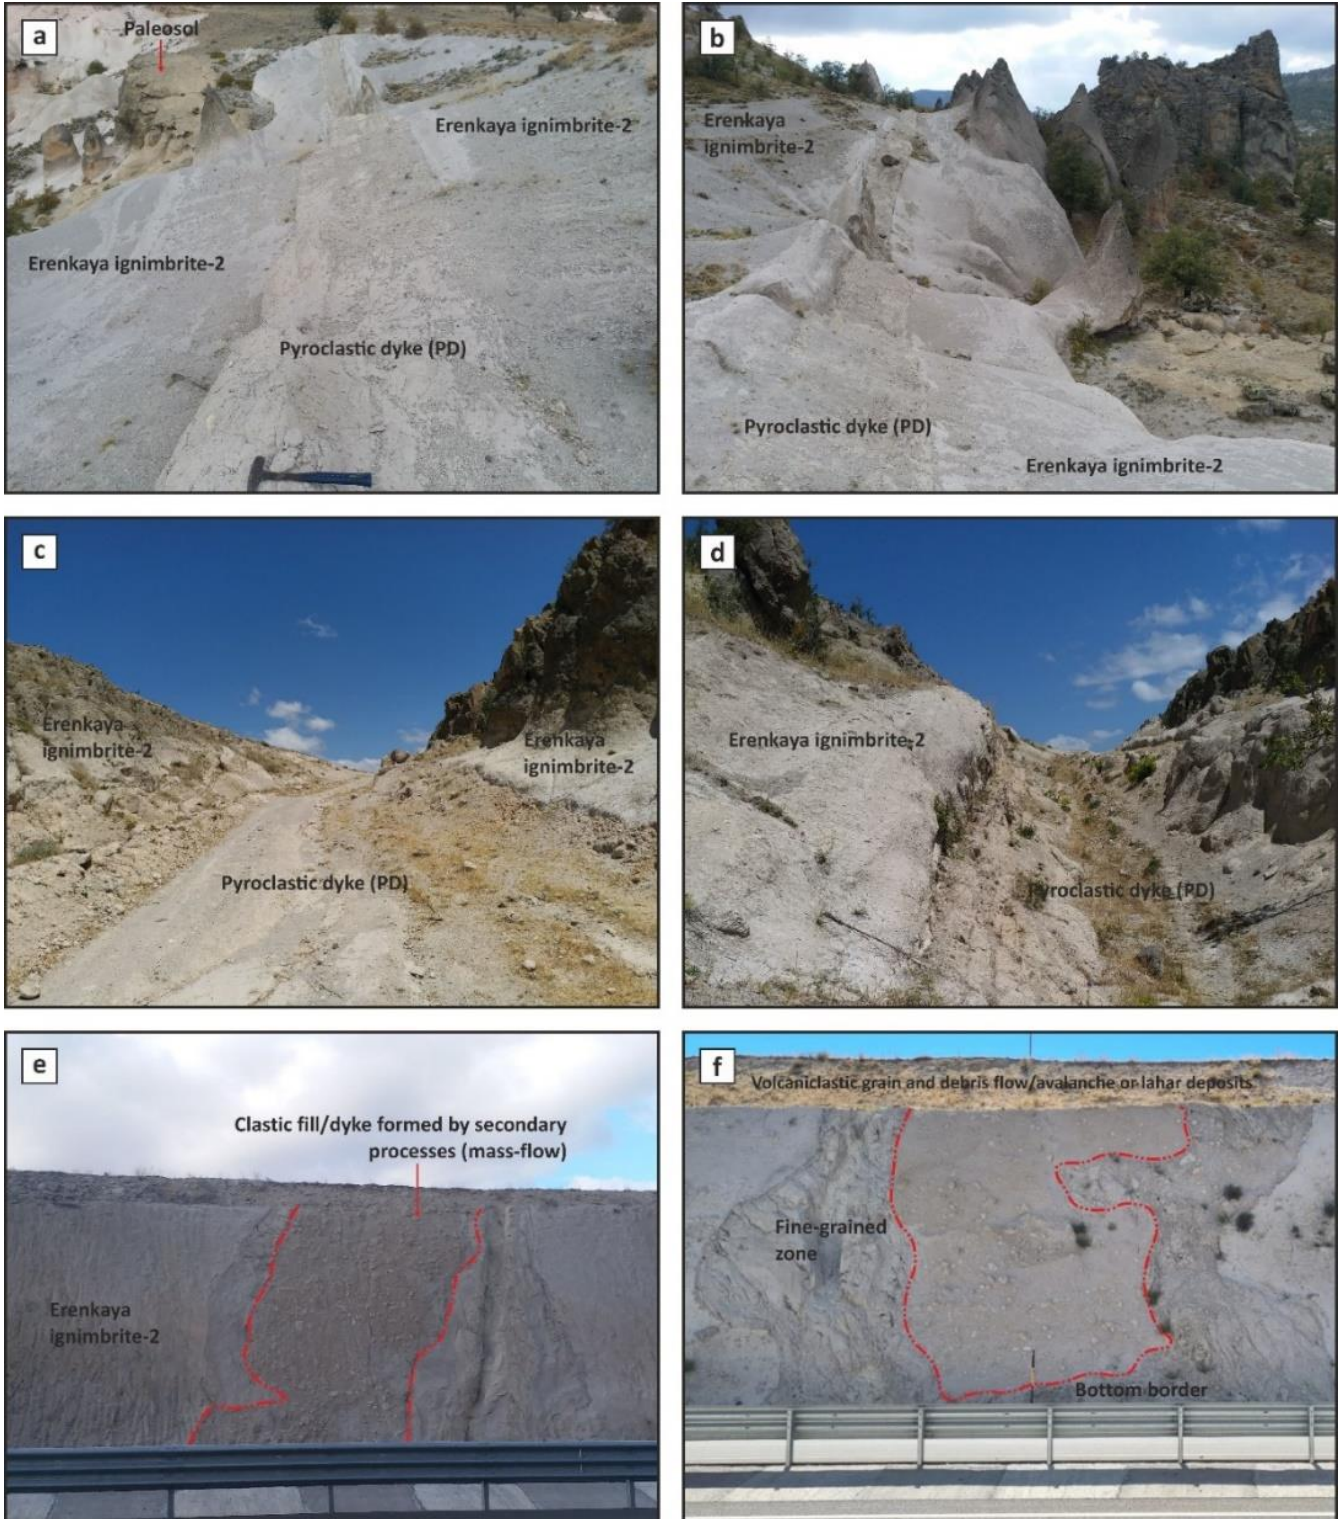 a
Paleosol
Erenkaya ignimbrite-2
Erenkaya ignimbrite-2
Pyroclastic dyke (PD)
b
Erenkaya
ignimbrite-2
Pyroclastic dyke (PD)
Erenkaya ignimbrite-2
c
Erenkaya
ignimbrite-2
Erenkaya
ignimbrite-2
Pyroclastic dyke (PD)
d
Erenkaya ignimbrite-2
Pyroclastic dyke (PD)
e
Clastic fill/dyke formed by secondary
processes (mass-flow)
Erenkaya
ignimbrite-2
f
Volcaniclastic grain and debris flow/avalanche or lahar deposits
Fine-grained
zone
Bottom border